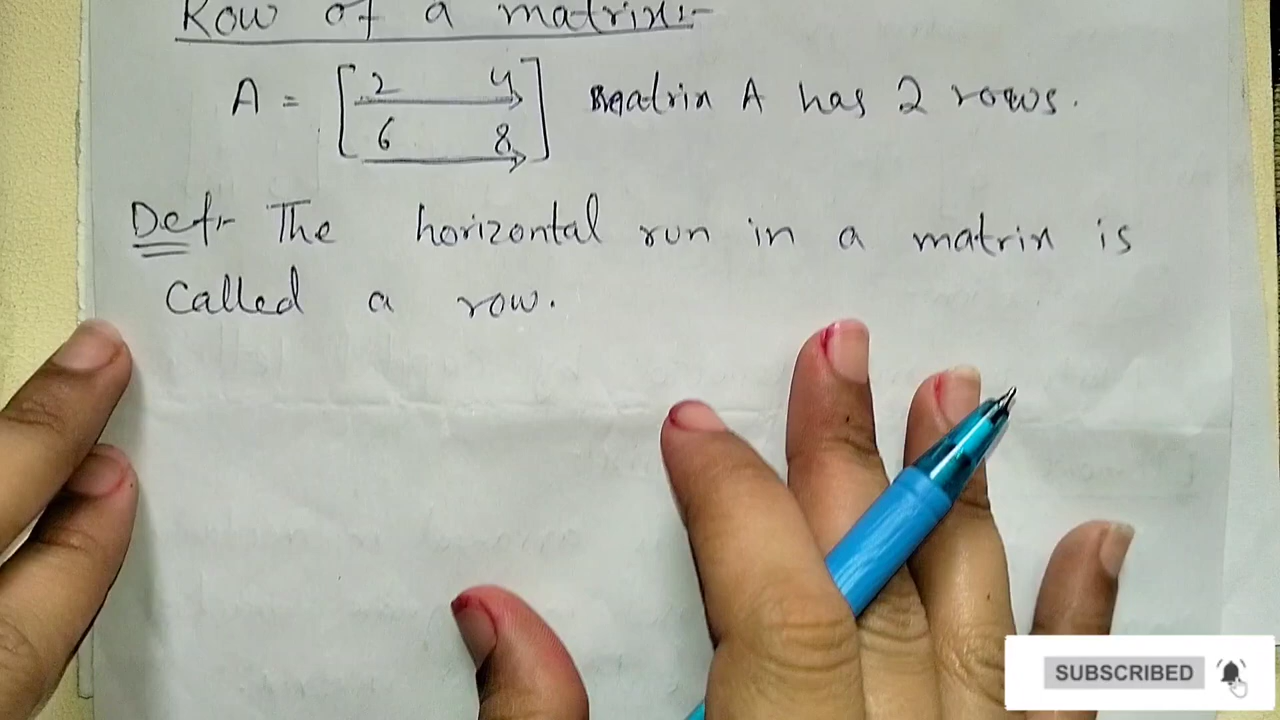 Row of a matrix:-
A = [2 4
6 8] Matrix A has 2 rows.
Def:- The horizontal run in a matrix is
called a row.
SUBSCRIBED